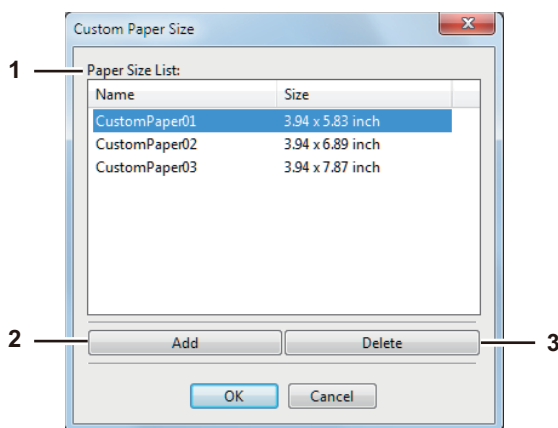 Custom Paper Size
1
Paper Size List:
Name Size
CustomPaper01 3.94 x 5.83 inch
CustomPaper02 3.94 x 6.89 inch
CustomPaper03 3.94 x 7.87 inch
2 Add Delete 3
OK Cancel